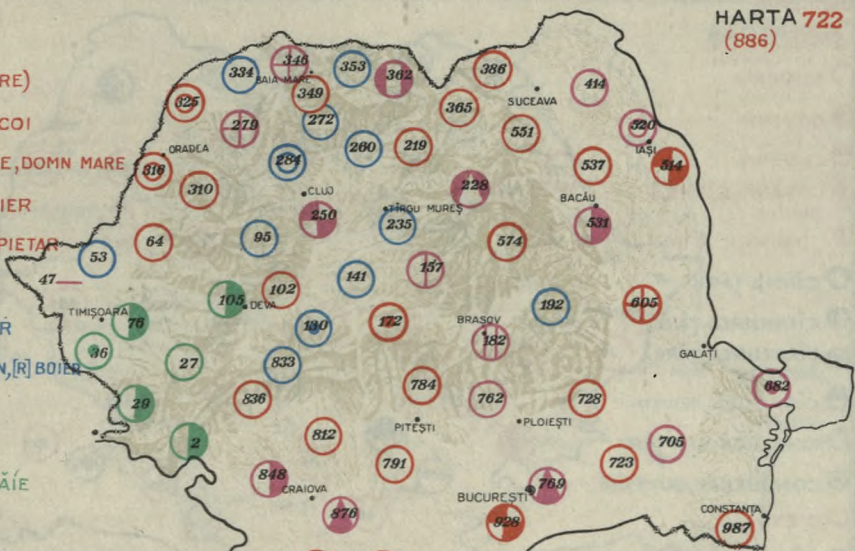 HARTA 722
(886)
RE)
COI
E, DOMN MARE
IER
PIETAR
R
N, [R] BOIER
ĂIE
346
334
353
362
386
BAIA MARE
414
325
349
365
SUCEAVA
279
272
520
551
260
219
IAȘI
ORADEA
284
537
514
316
310
228
CLUJ
BACĂU
TÎRGU MUREȘ
250
235
531
64
95
574
53
157
47
141
102
105
DEVA
192
605
TIMIȘOARA
76
130
172
BRAȘOV
182
36
GALAȚI
27
833
784
682
29
836
762
728
PITEȘTI
PLOIEȘTI
2
812
705
791
723
848
CRAIOVA
769
BUCUREȘTI
876
928
CONSTANȚA
987